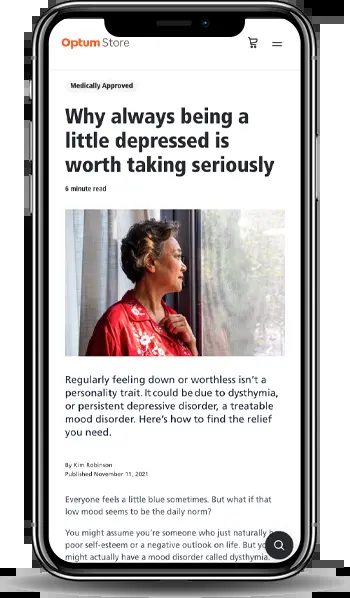 Optum Store
Medically Approved
Why always being a
little depressed is
worth taking seriously
6 minute read
Regularly feeling down or worthless isn't a
personality trait. It could be due to dysthymia,
or persistent depressive disorder, a treatable
mood disorder. Here's how to find the relief
you need.
By Kim Robinson
Published November 11, 2021
Everyone feels a little blue sometimes. But what if that
low mood seems to be the daily norm?
You might assume you're someone who just naturally
poor self-esteem or a negative outlook on life. But
might actually have a mood disorder called dysthymia.